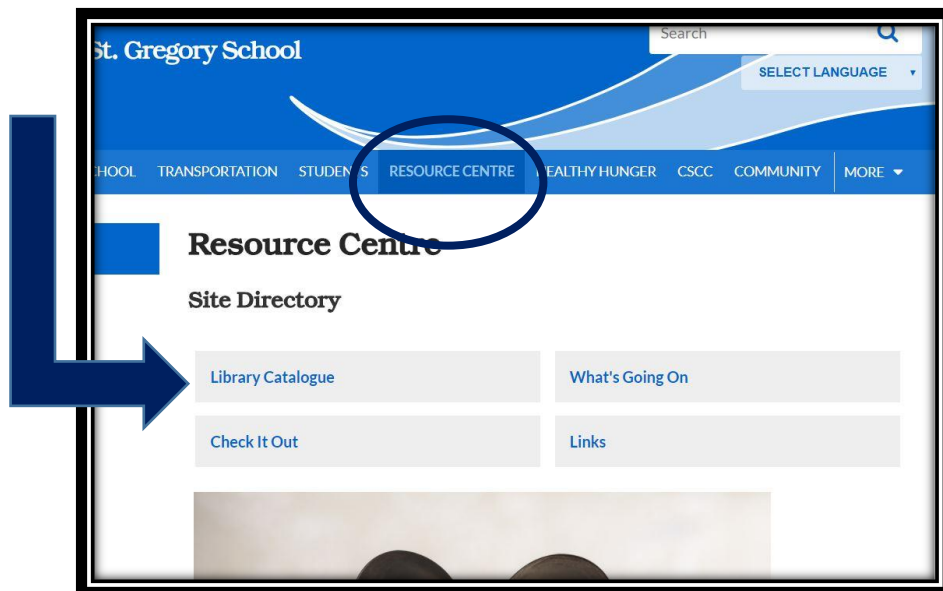 St. Gregory School
Search
SELECT LANGUAGE
CHOOL TRANSPORTATION STUDENTS RESOURCE CENTRE HEALTHY HUNGER CSCC COMMUNITY MORE
Resource Centre
Site Directory
Library Catalogue What's Going On
Check It Out Links